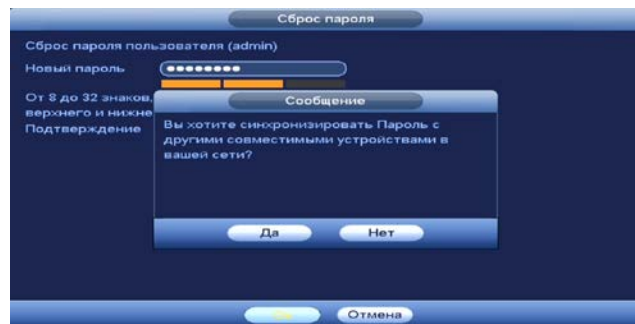 Сброс пароля
Сброс пароля пользователя (admin)
Новый пароль ●●●●●●●●
От 8 до 32 знаков,
верхнего и нижне
Подтверждение
Сообщение
Вы хотите синхронизировать Пароль с
другими совместимыми устройствами в
вашей сети?
Да Нет
Отмена